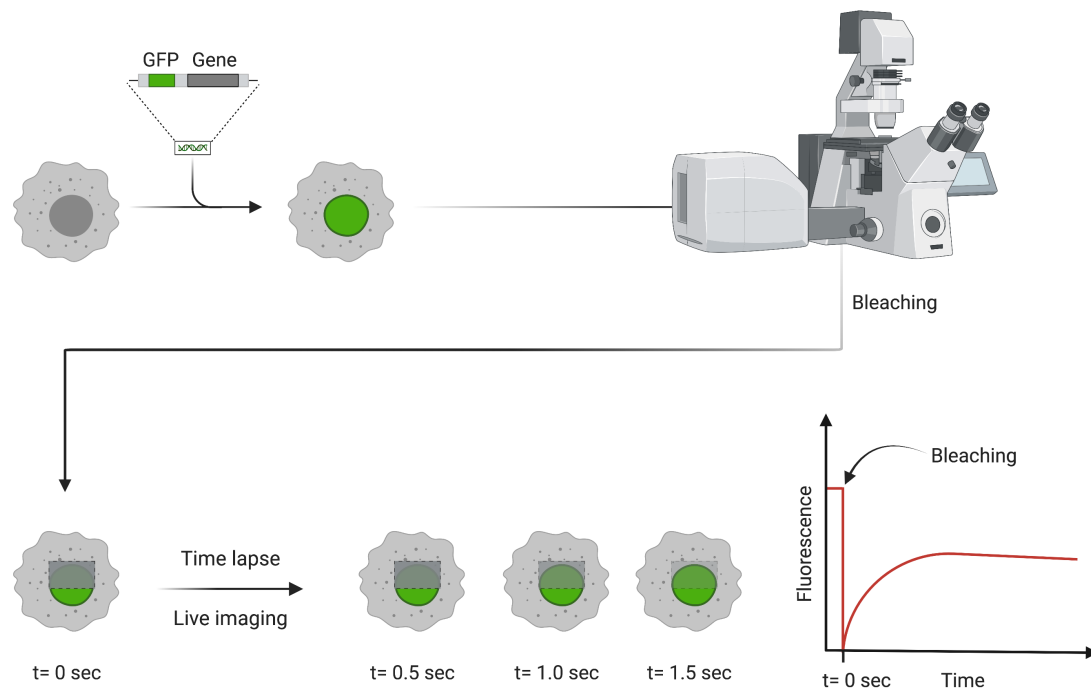 GFP Gene
Bleaching
Bleaching
Fluorescence
Time lapse
Live imaging
t= 0 sec
t= 0.5 sec
t= 1.0 sec
t= 1.5 sec
t= 0 sec
Time